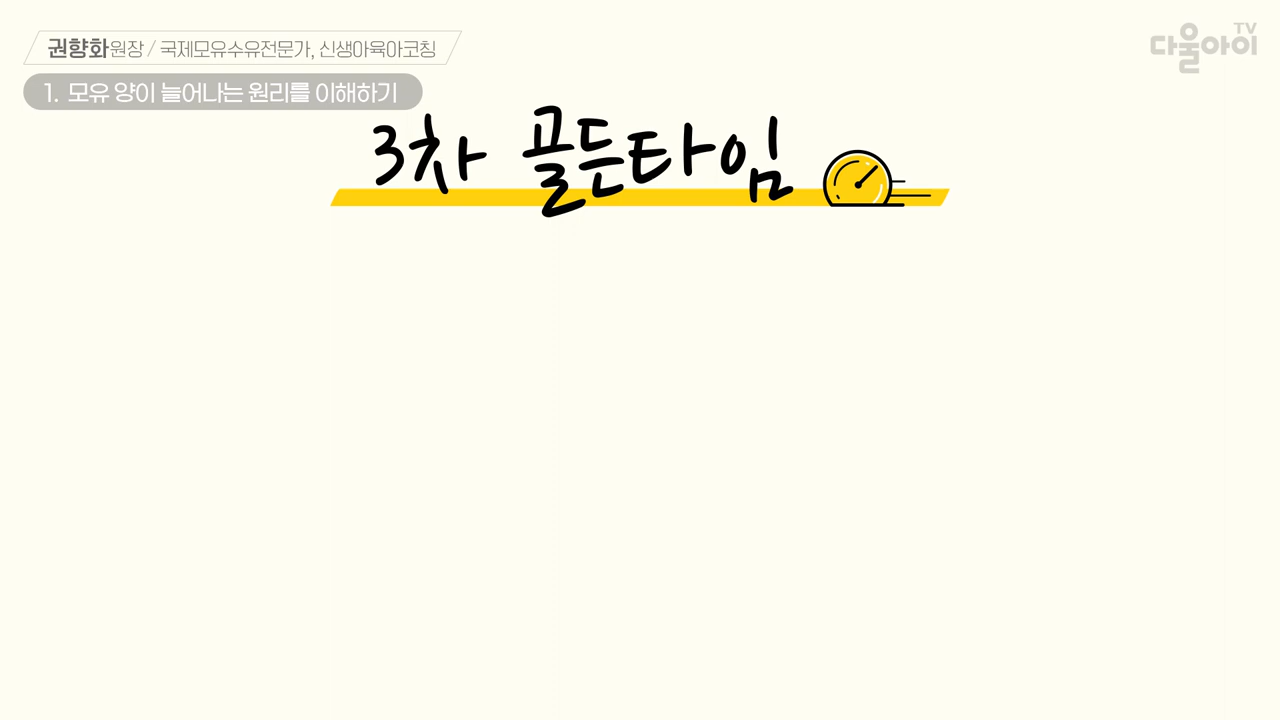 권향화원장 / 국제모유수유전문가, 신생아육아코칭
다울아이 TV
1. 모유 양이 늘어나는 원리를 이해하기
3차 골든타임